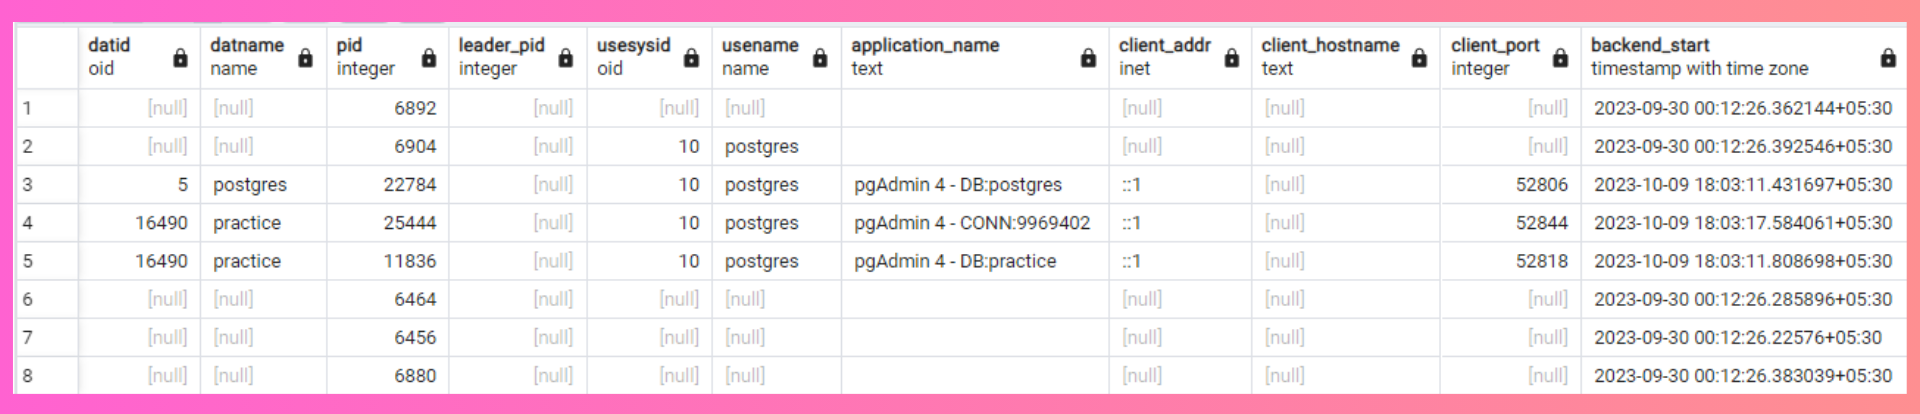 datid datname pid leader_pid usesysid usename application_name client_addr client_hostname client_port backend_start
oid name integer integer oid name text inet text integer timestamp with time zone
1 [null] [null] 6892 [null] [null] [null] [null] [null] [null] 2023-09-30 00:12:26.362144+05:30
2 [null] [null] 6904 [null] 10 postgres [null] [null] [null] 2023-09-30 00:12:26.392546+05:30
3 5 postgres 22784 [null] 10 postgres pgAdmin 4 - DB:postgres ::1 [null] 52806 2023-10-09 18:03:11.431697+05:30
4 16490 practice 25444 [null] 10 postgres pgAdmin 4 - CONN:9969402 ::1 [null] 52844 2023-10-09 18:03:17.584061+05:30
5 16490 practice 11836 [null] 10 postgres pgAdmin 4 - DB:practice ::1 [null] 52818 2023-10-09 18:03:11.808698+05:30
6 [null] [null] 6464 [null] [null] [null] [null] [null] [null] 2023-09-30 00:12:26.285896+05:30
7 [null] [null] 6456 [null] [null] [null] [null] [null] [null] 2023-09-30 00:12:26.22576+05:30
8 [null] [null] 6880 [null] [null] [null] [null] [null] [null] 2023-09-30 00:12:26.383039+05:30